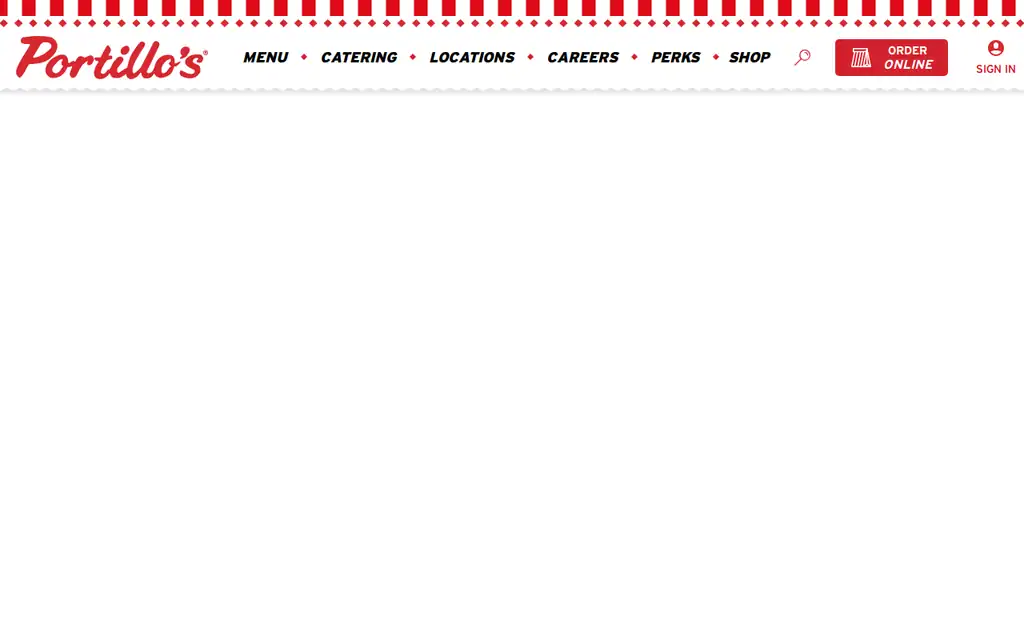 Portillo's®
MENU
CATERING
LOCATIONS
CAREERS
PERKS
SHOP
ORDER
ONLINE
SIGN IN